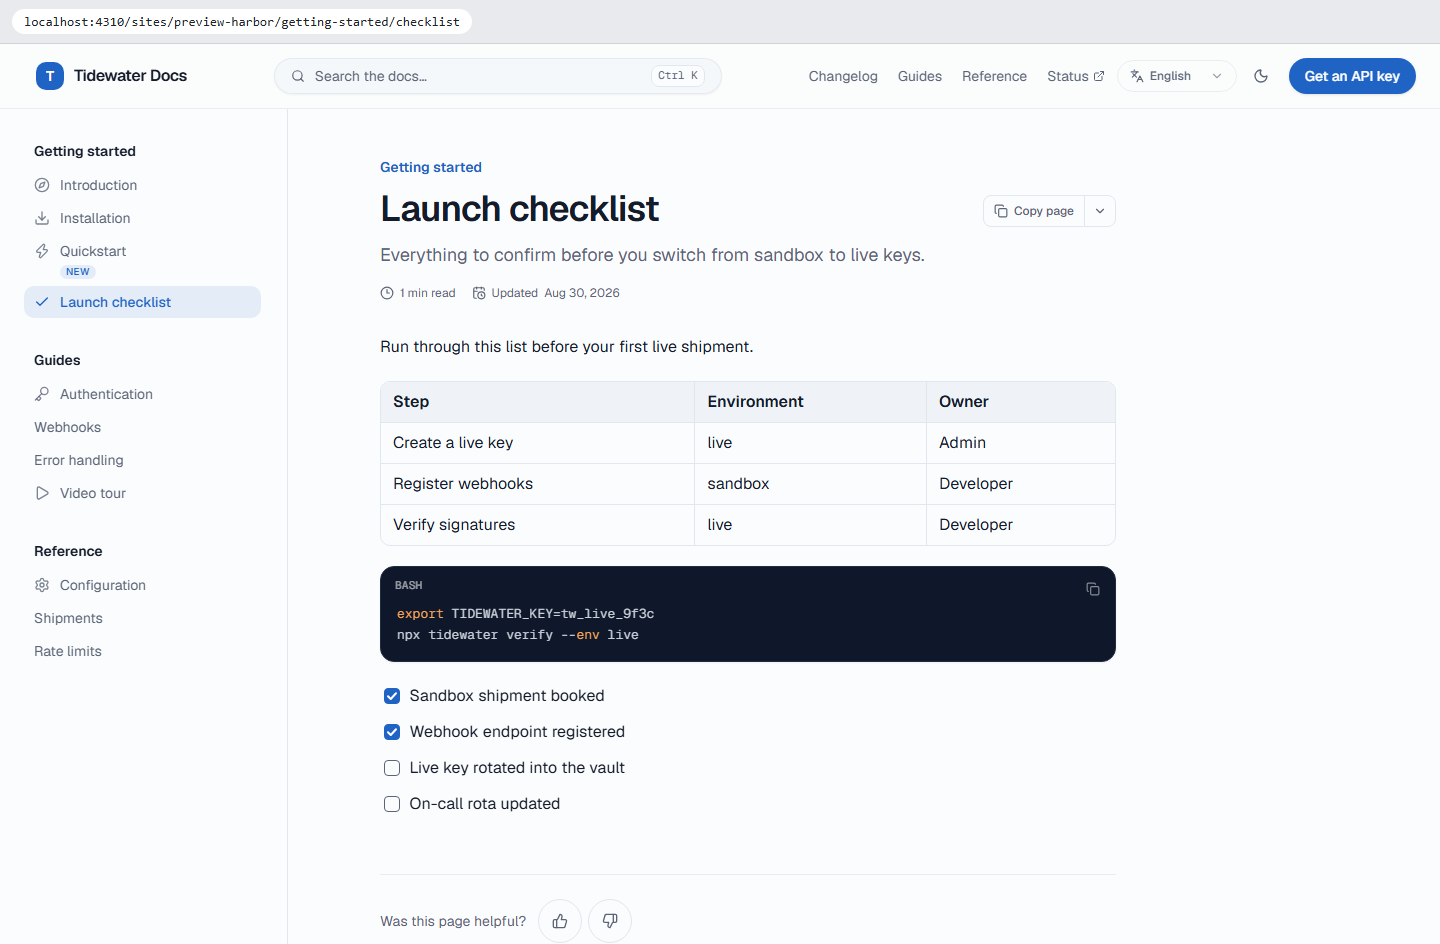 localhost:4310/sites/preview-harbor/getting-started/checklist
T Tidewater Docs
Search the docs...
Ctrl K
Changelog
Guides
Reference
Status
English
Get an API key
Getting started
Introduction
Installation
Quickstart
NEW
Launch checklist
Guides
Authentication
Webhooks
Error handling
Video tour
Reference
Configuration
Shipments
Rate limits
Getting started
Launch checklist
Copy page
Everything to confirm before you switch from sandbox to live keys.
1 min read
Updated Aug 30, 2026
Run through this list before your first live shipment.
Step Environment Owner
Create a live key live Admin
Register webhooks sandbox Developer
Verify signatures live Developer
BASH
export TIDEWATER_KEY=tw_live_9f3c
npx tidewater verify --env live
Sandbox shipment booked
Webhook endpoint registered
Live key rotated into the vault
On-call rota updated
Was this page helpful?